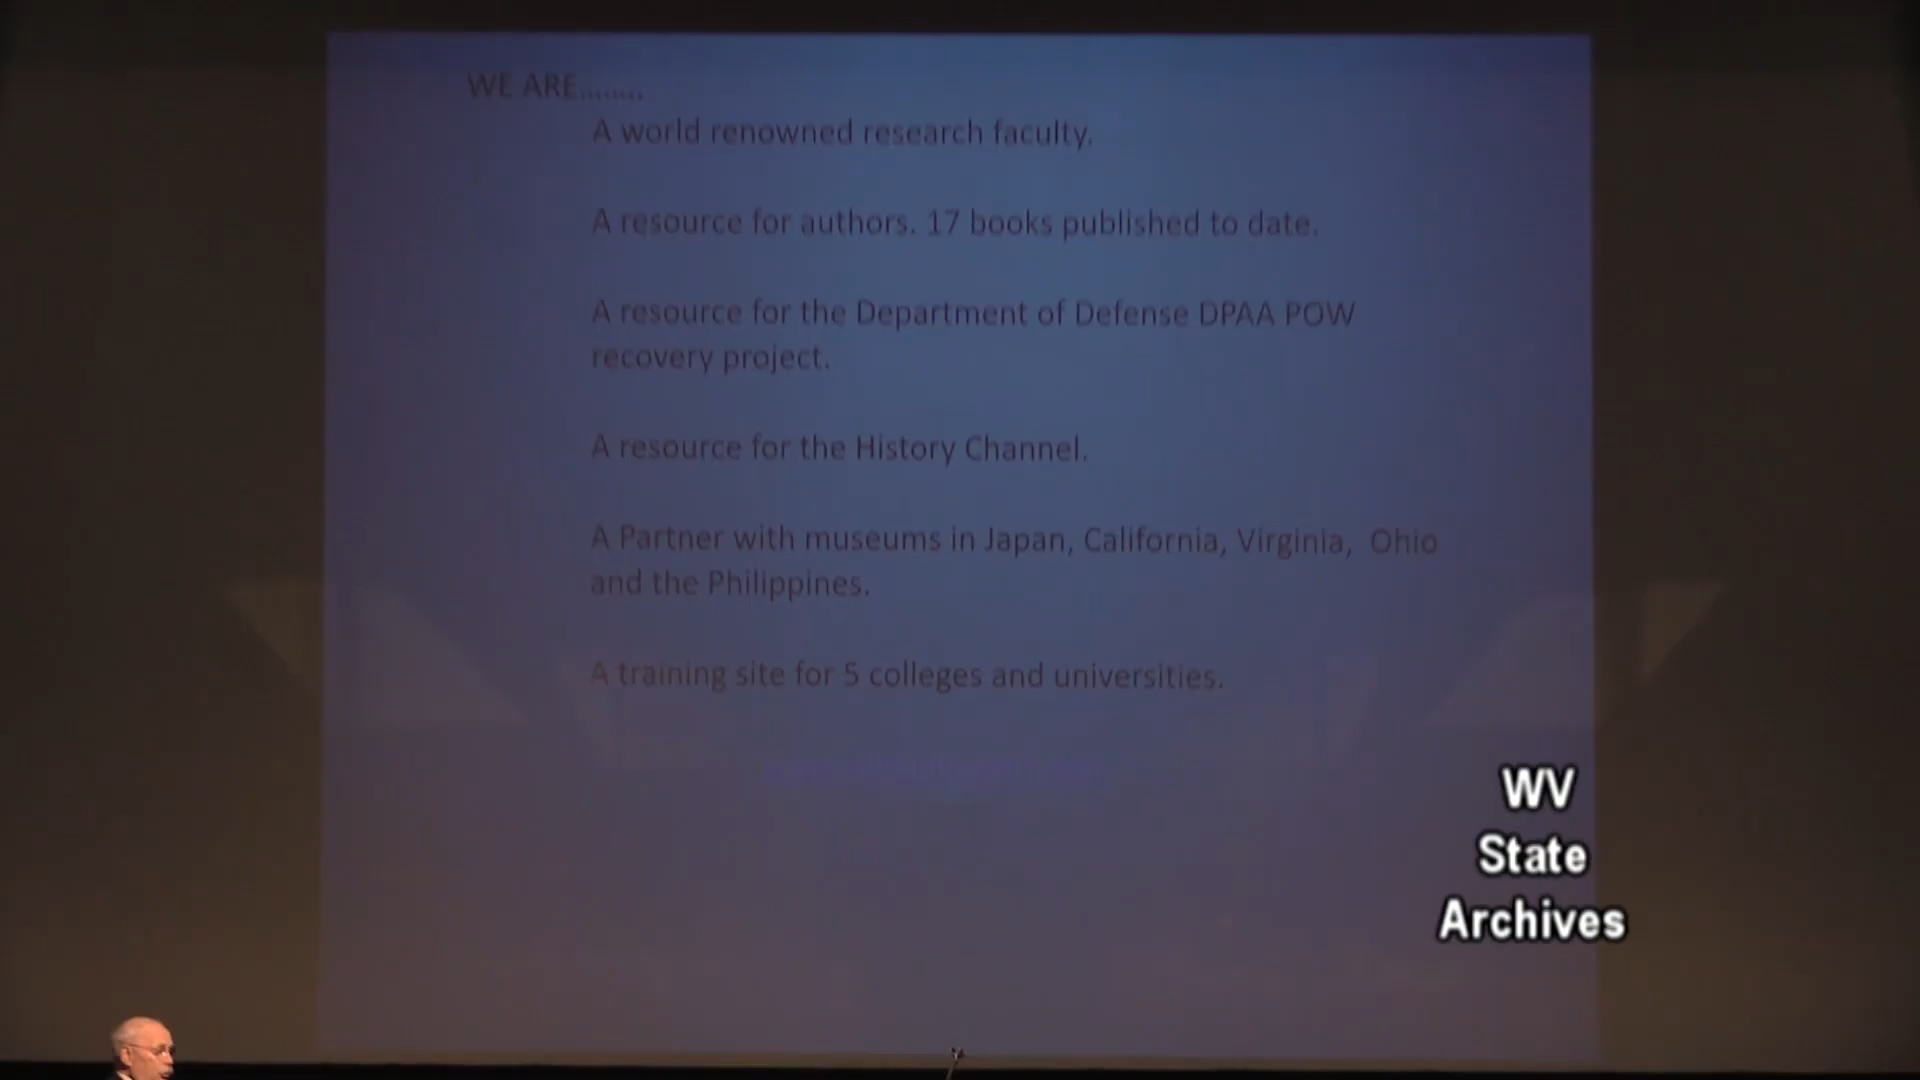 WE ARE........
A world renowned research faculty.
A resource for authors. 17 books published to date.
A resource for the Department of Defense DPAA POW
recovery project.
A resource for the History Channel.
A Partner with museums in Japan, California, Virginia, Ohio
and the Philippines.
A training site for 5 colleges and universities.
WV
State
Archives